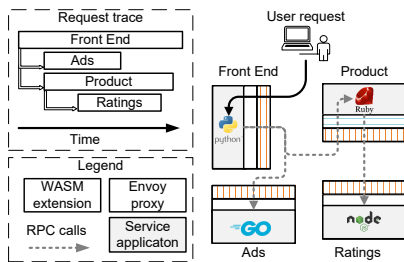 Request trace
Front End
Ads
Product
Ratings
Time
Legend
WASM extension
Envoy proxy
RPC calls
Service applicaton
User request
Front End
Product
python
Ruby
GO
node
JS
Ads
Ratings